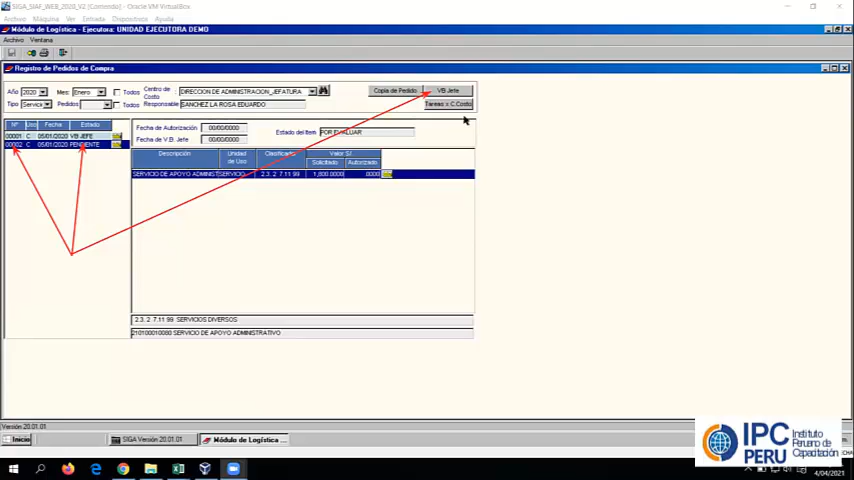 SIGA_SIAF_WEB_2020_V2 [Corriendo] - Oracle VM VirtualBox
Archivo Máquina Ver Entrada Dispositivos Ayuda
Módulo de Logística - Ejecutora: UNIDAD EJECUTORA DEMO
Archivo Ventana
Registro de Pedidos de Compra
Año 2020 Mes: Enero Todos Centro de Costo : DIRECCION DE ADMINISTRACION_JEFATURA Copia de Pedido VB Jefe
Tipo Servicio Pedidos Todos Responsable SANCHEZ LA ROSA EDUARDO Tareas x C.Costo
Nº Uso Fecha Estado
00001 C 05/01/2020 VB JEFE
00002 C 05/01/2020 PENDIENTE
Fecha de Autorización 00/00/0000 Estado del Item POR EVALUAR
Fecha de V.B. Jefe 00/00/0000
Descripción Unidad de Uso Clasificador Valor S/.
Solicitado Autorizado
SERVICIO DE APOYO ADMINIST SERVICIO 2.3. 2 7.11 99 1,800.0000 .0000
2.3. 2 7.11 99 SERVICIOS DIVERSOS
210100010080 SERVICIO DE APOYO ADMINISTRATIVO
Versión 20.01.01
Inicio SIGA Versión 20.01.01 Módulo de Logística ...
IPC PERU
Instituto Peruano de Capacitación
4/04/2021